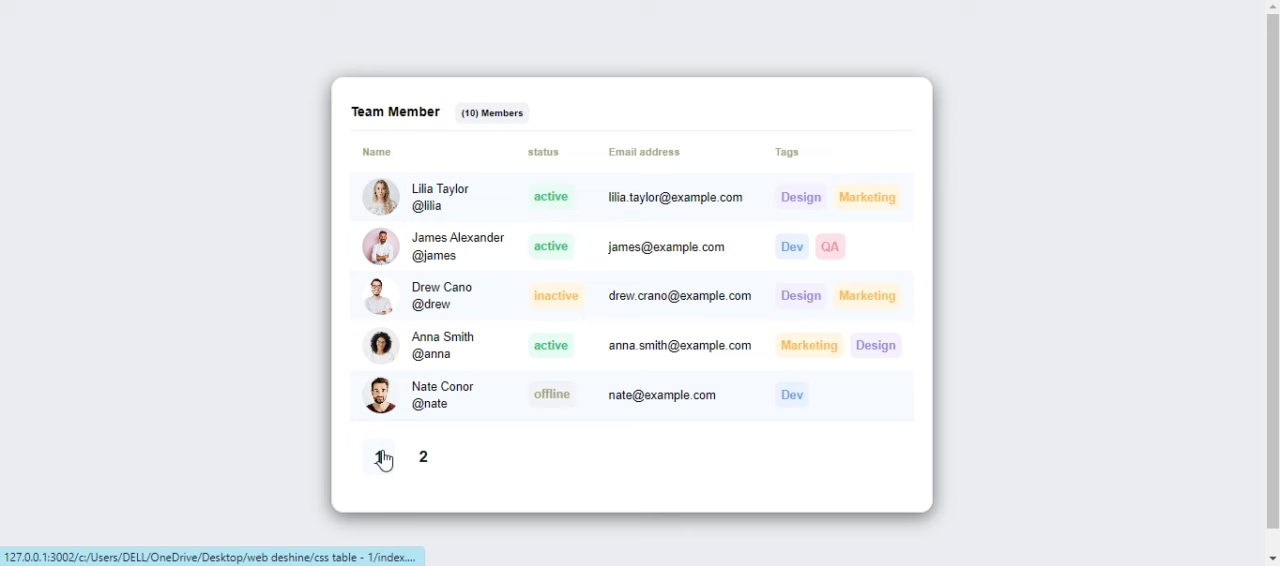 Team Member (10) Members
Name status Email address Tags
Lilia Taylor
@lilia
active lilia.taylor@example.com Design Marketing
James Alexander
@james
active james@example.com Dev QA
Drew Cano
@drew
inactive drew.crano@example.com Design Marketing
Anna Smith
@anna
active anna.smith@example.com Marketing Design
Nate Conor
@nate
offline nate@example.com Dev
1 2
127.0.0.1:3002/c:/Users/DELL/OneDrive/Desktop/web deshine/css table - 1/index....